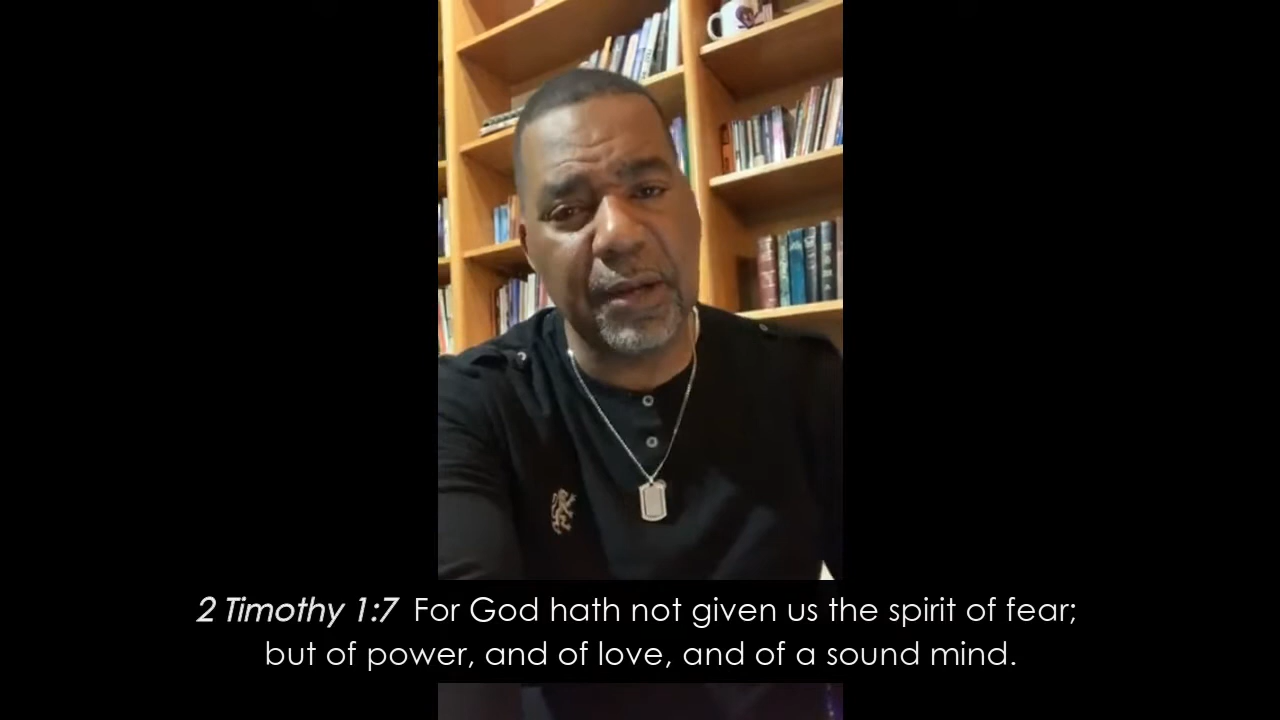 2 Timothy 1:7 For God hath not given us the spirit of fear;
but of power, and of love, and of a sound mind.